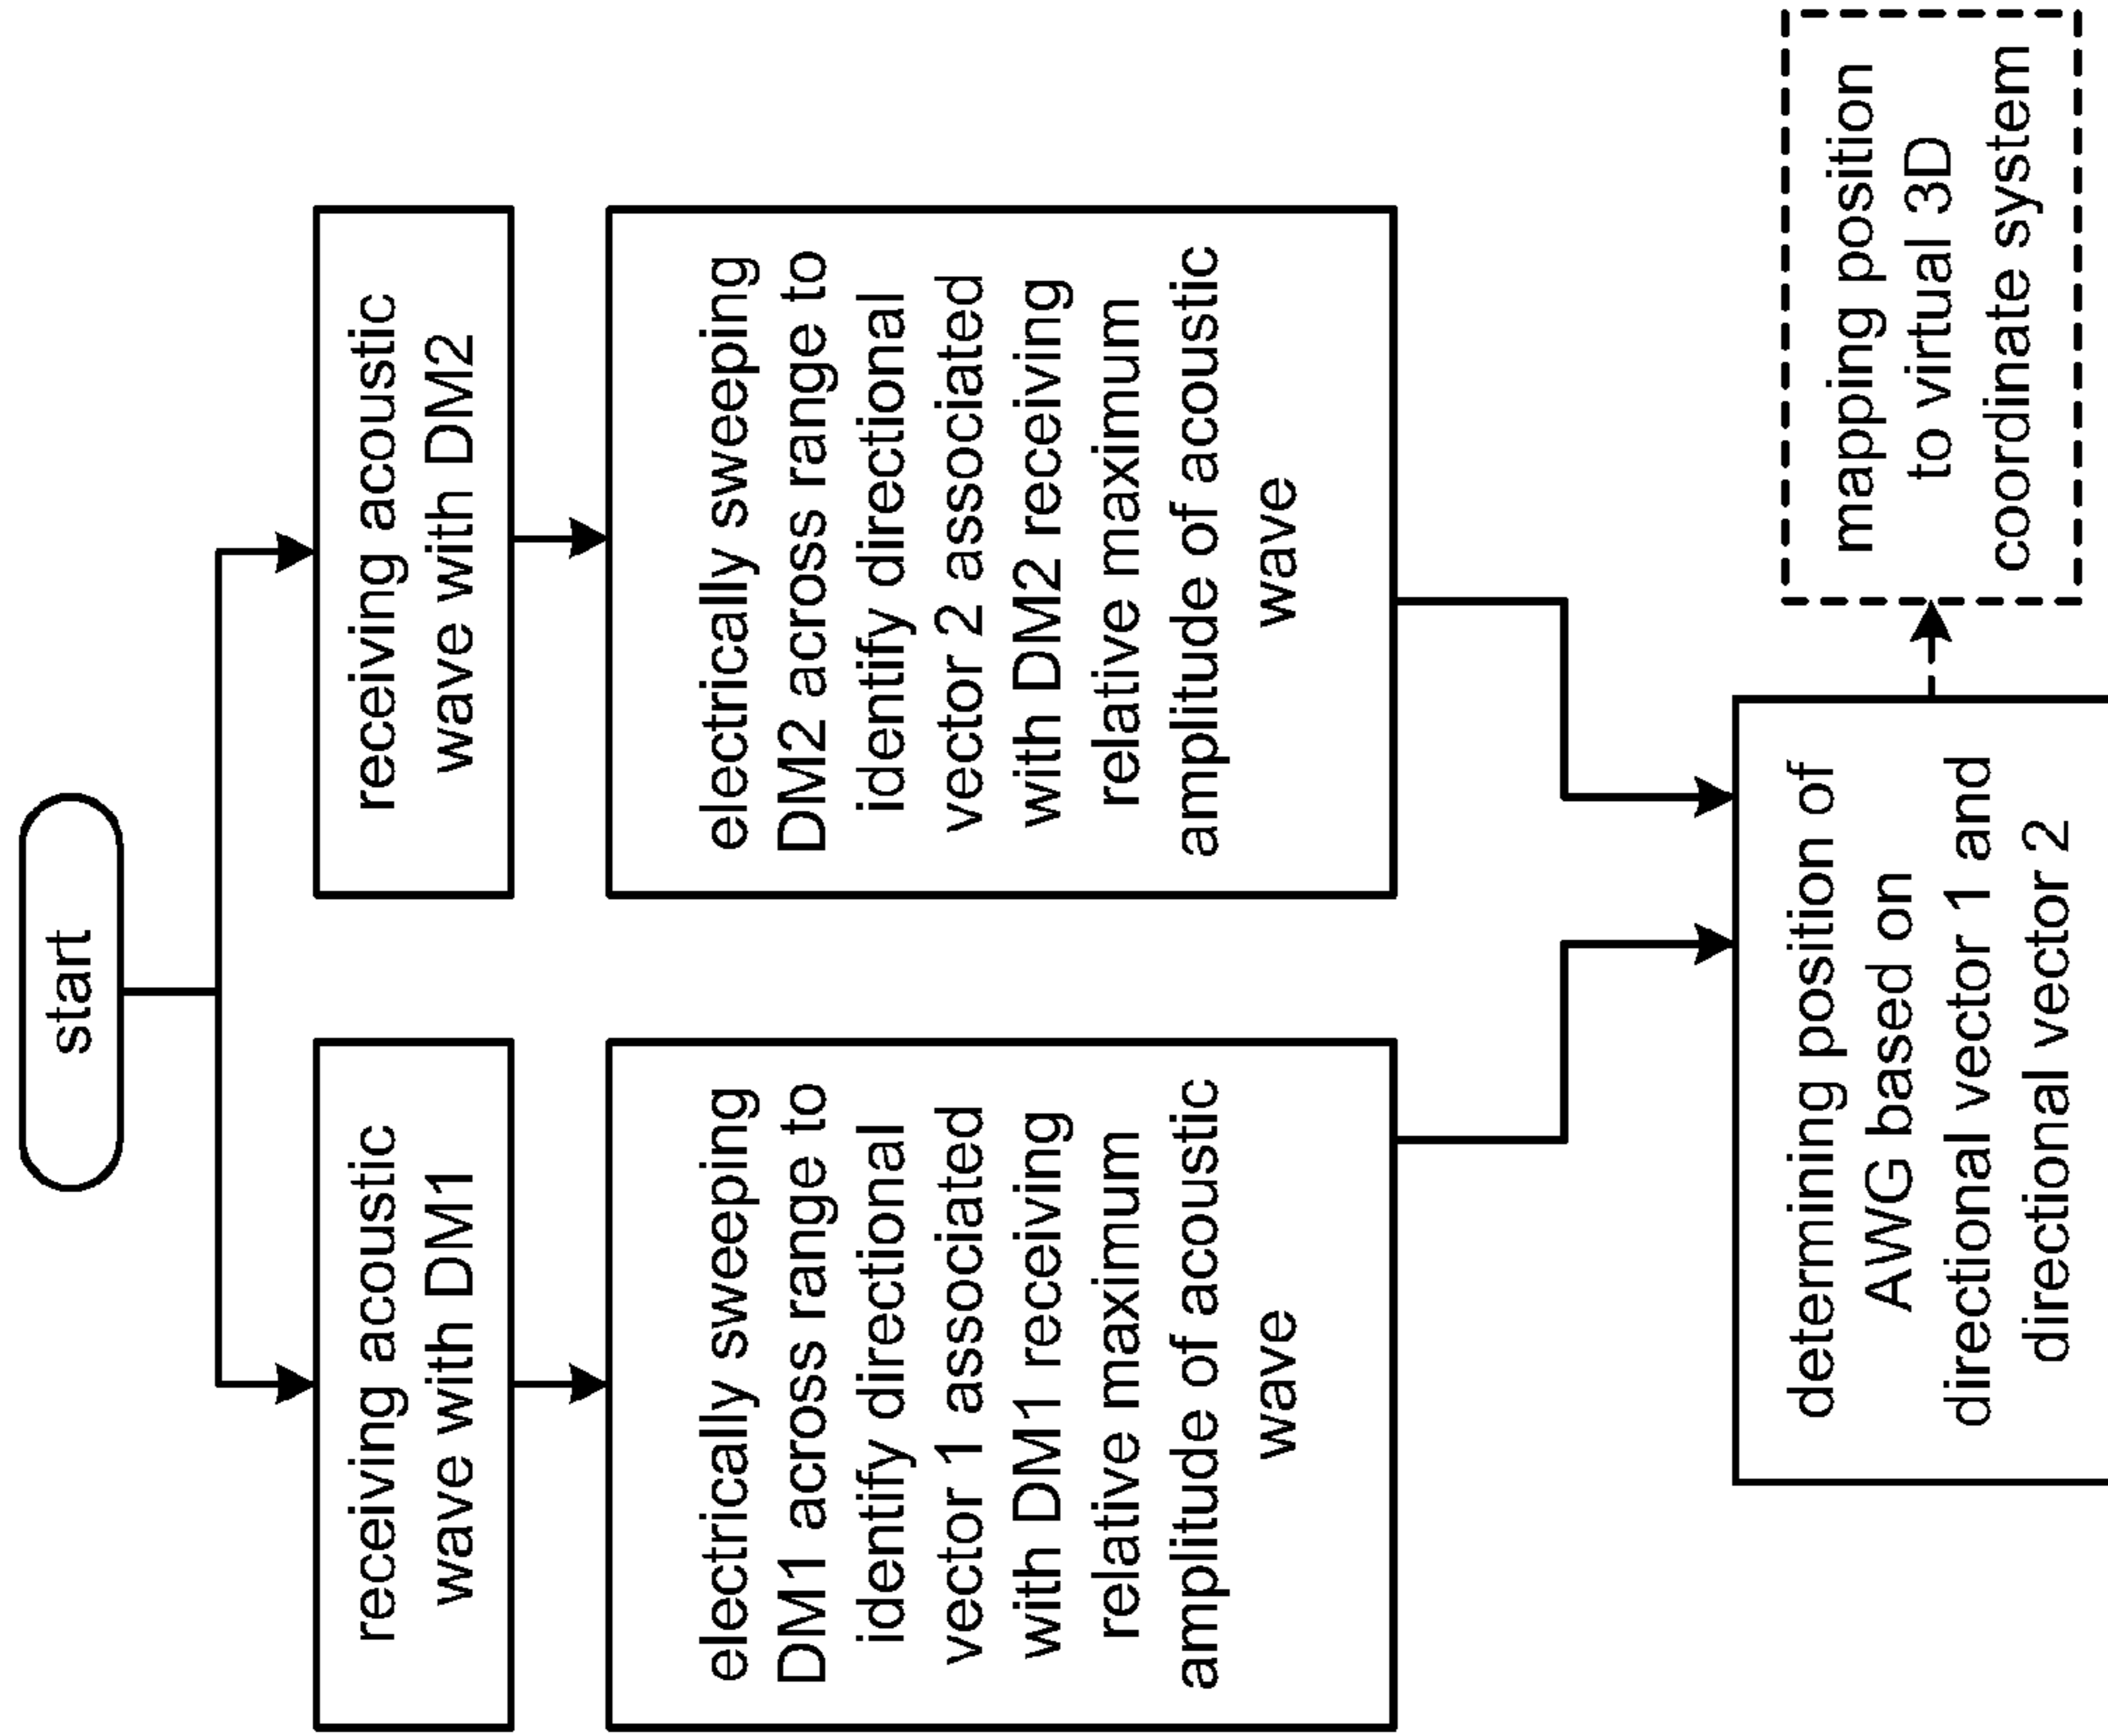 start
receiving acoustic
wave with DM1
receiving acoustic
wave with DM2
electrically sweeping
DM1 across range to
identify directional
vector 1 associated
with DM1 receiving
relative maximum
amplitude of acoustic
wave
electrically sweeping
DM2 across range to
identify directional
vector 2 associated
with DM2 receiving
relative maximum
amplitude of acoustic
wave
determining position of
AWG based on
directional vector 1 and
directional vector 2
mapping position
to virtual 3D
coordinate system